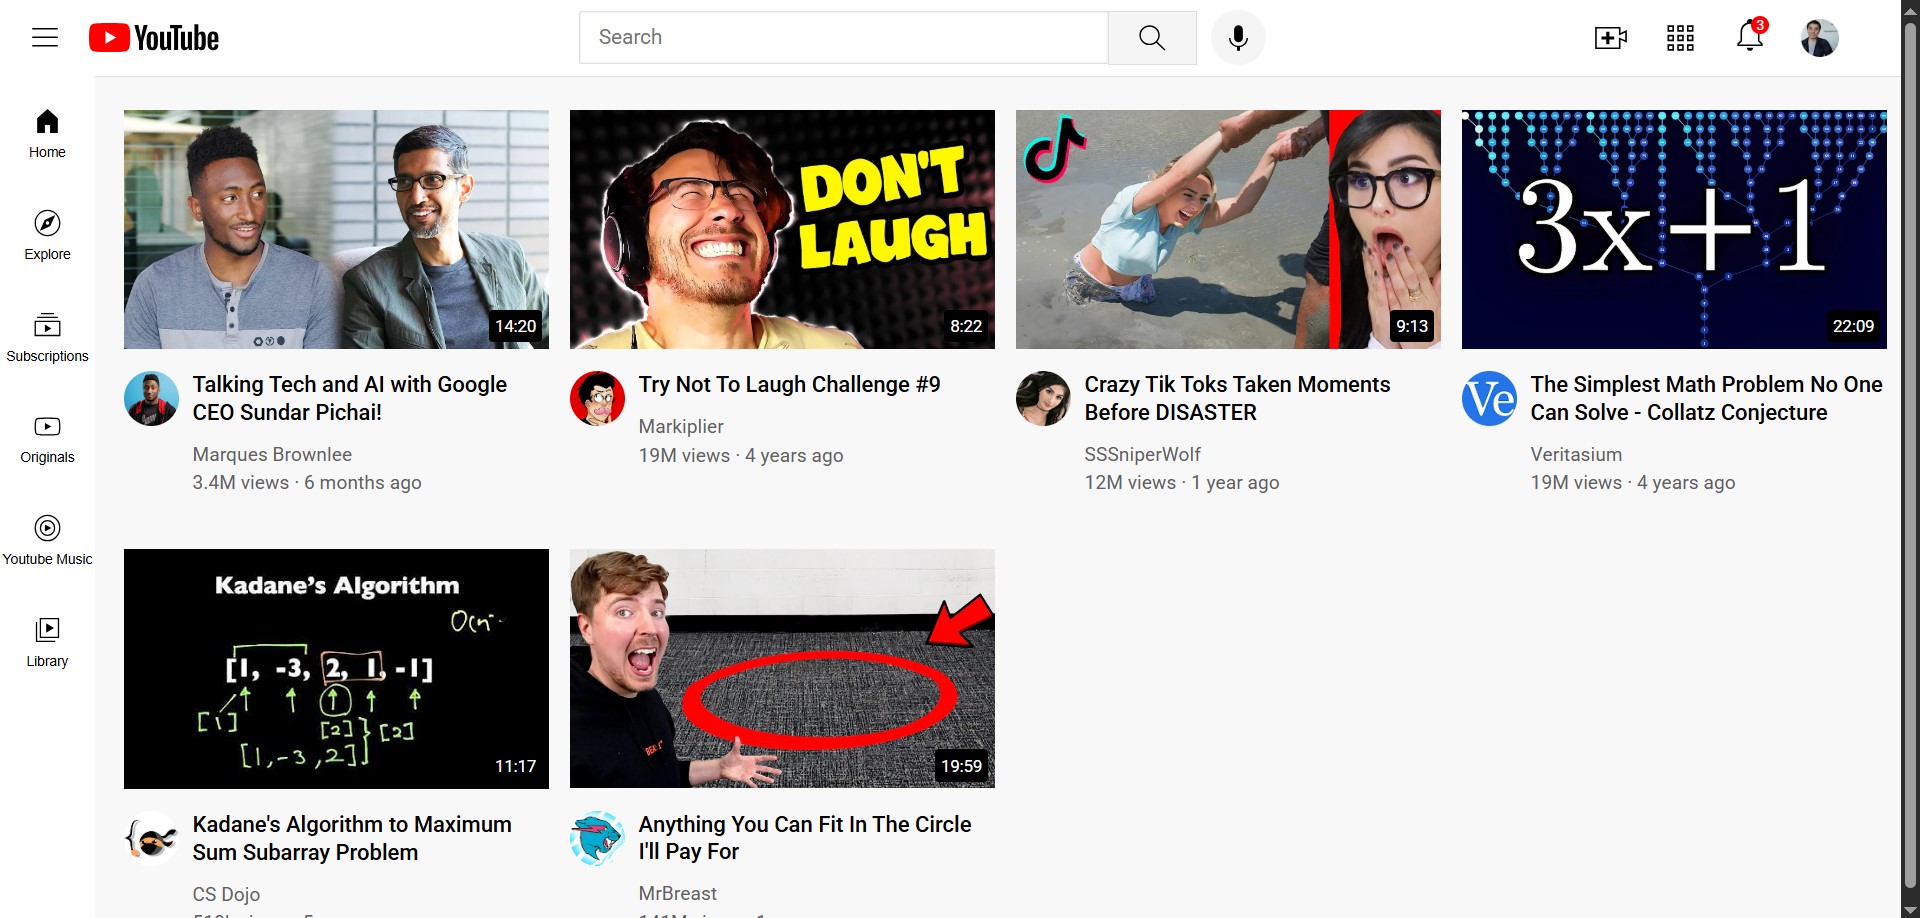 YouTube
Search
3
Home
Explore
Subscriptions
Originals
Youtube Music
Library
DON'T
LAUGH
3x+1
14:20
8:22
9:13
22:09
Talking Tech and AI with Google
CEO Sundar Pichai!
Marques Brownlee
3.4M views · 6 months ago
Try Not To Laugh Challenge #9
Markiplier
19M views · 4 years ago
Crazy Tik Toks Taken Moments
Before DISASTER
SSSniperWolf
12M views · 1 year ago
Ve
The Simplest Math Problem No One
Can Solve - Collatz Conjecture
Veritasium
19M views · 4 years ago
Kadane's Algorithm
[1, -3, 2, 1, -1]
[1]
[2]
[2]
[1,-3,2]
11:17
19:59
Kadane's Algorithm to Maximum
Sum Subarray Problem
CS Dojo
Anything You Can Fit In The Circle
I'll Pay For
MrBreast